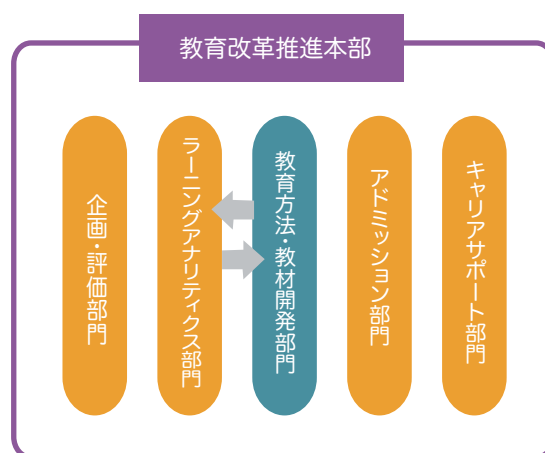 教育改革推進本部
企画・評価部門
ラーニングアナリティクス部門
教育方法・教材開発部門
アドミッション部門
キャリアサポート部門